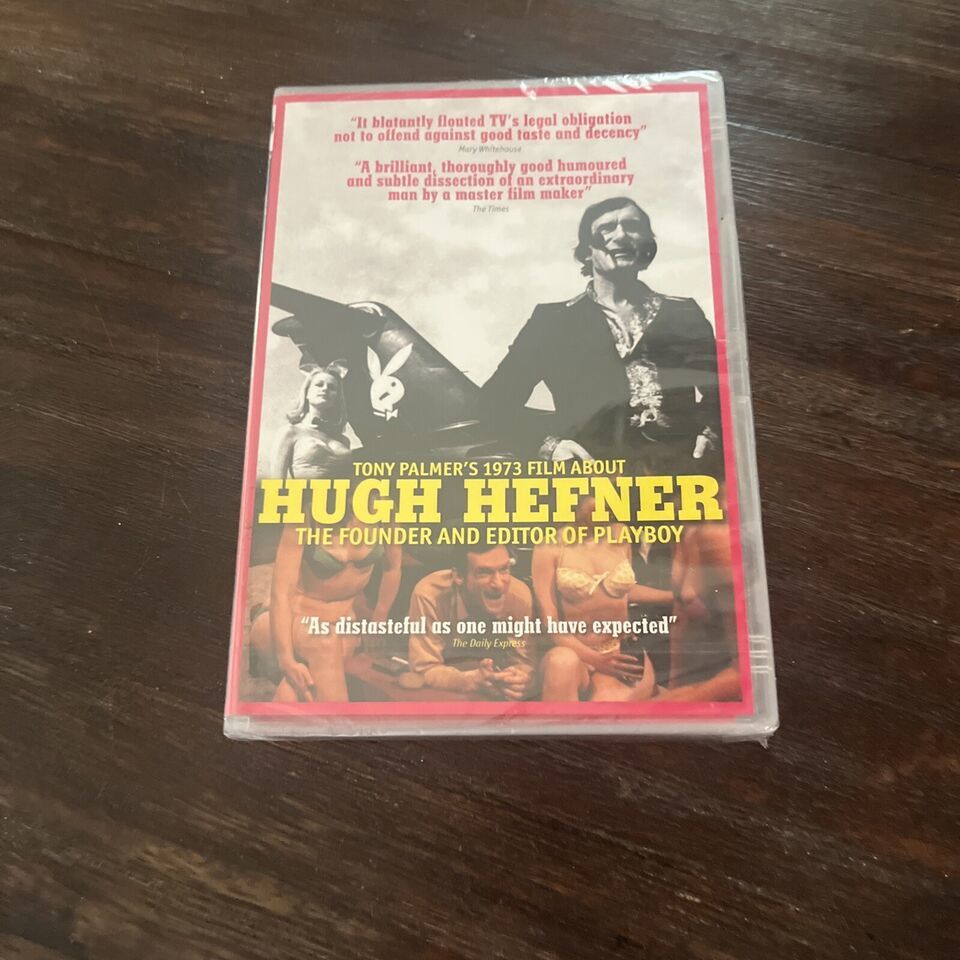 “It blatantly flouted TV’s legal obligation
not to offend against good taste and decency”
Mary Whitehouse
“A brilliant, thoroughly good humoured
and subtle dissection of an extraordinary
man by a master film maker”
The Times
TONY PALMER’S 1973 FILM ABOUT
HUGH HEFNER
THE FOUNDER AND EDITOR OF PLAYBOY
“As distasteful as one might have expected”
The Daily Express